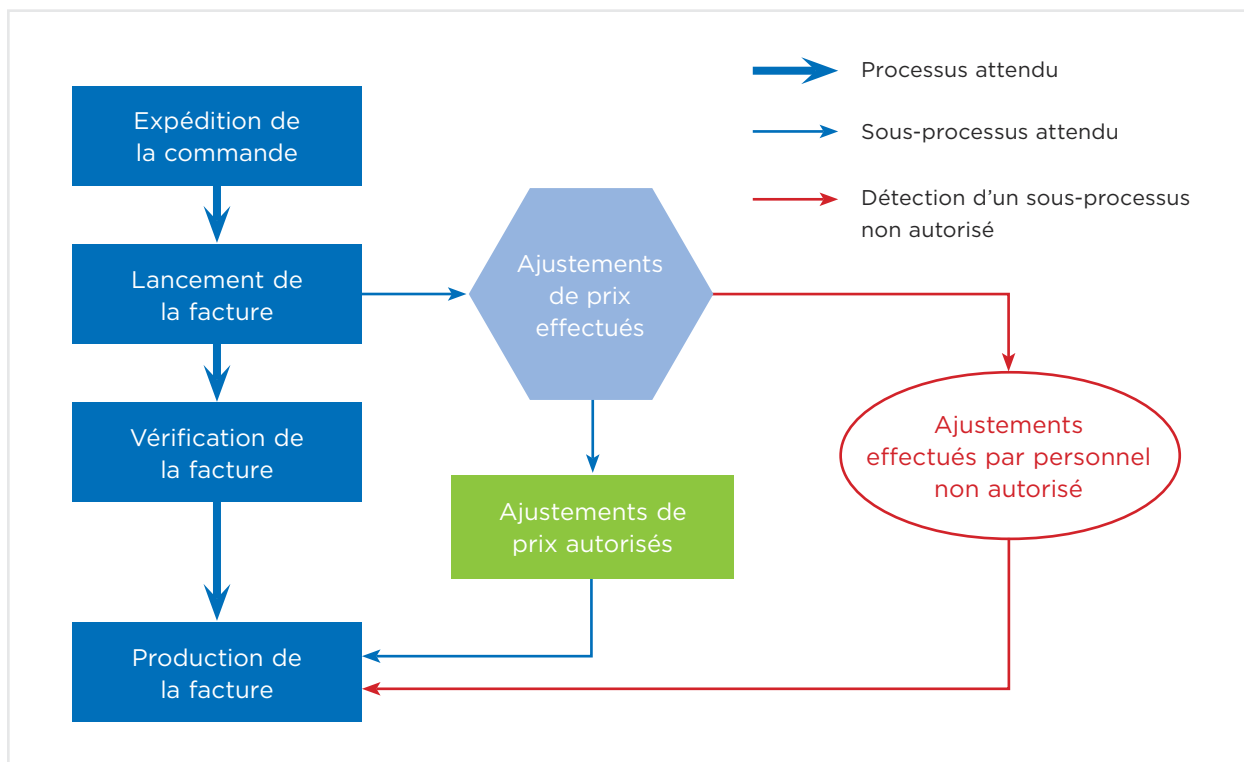 Expédition de
la commande
Lancement de
la facture
Vérification de
la facture
Production de
la facture
Ajustements
de prix
effectués
Ajustements de
prix autorisés
Ajustements
effectués par personnel
non autorisé
Processus attendu
Sous-processus attendu
Détection d’un sous-processus
non autorisé